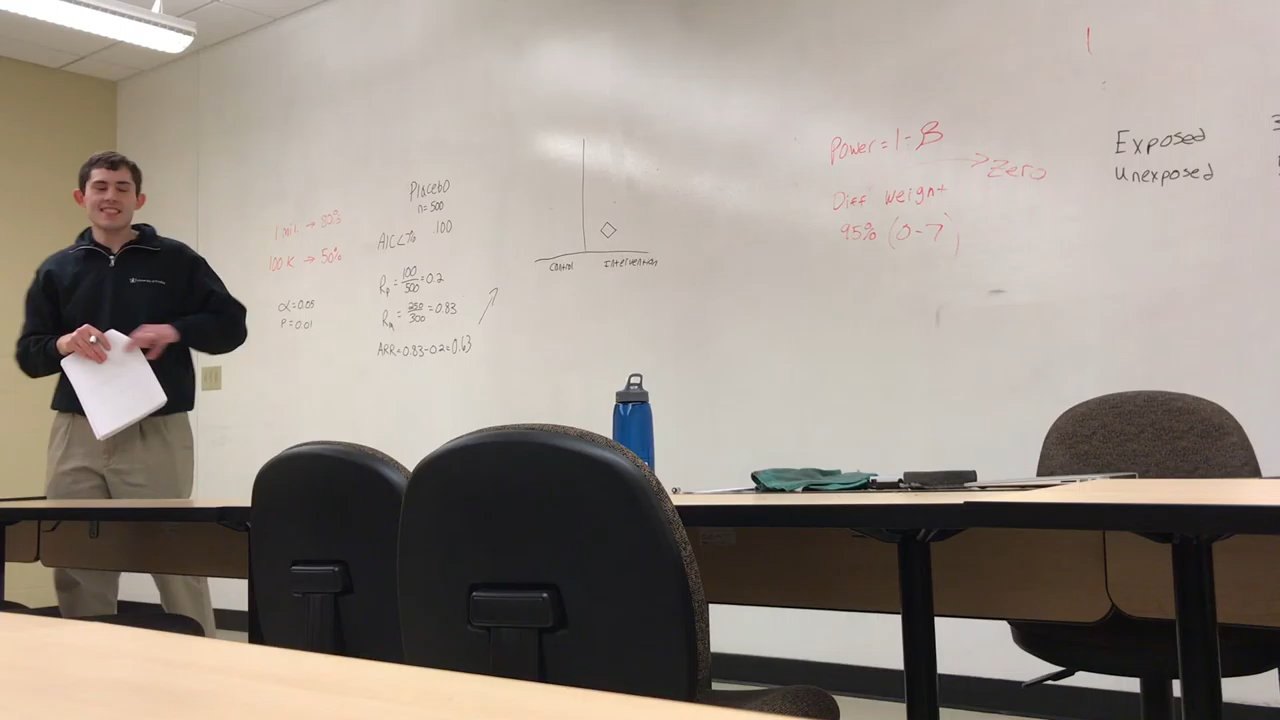 1 mil. → 80%
100 K → 50%
α = 0.05
P = 0.01
Placebo
n = 500
A1C<7% 100
Rp = 100/500 = 0.2
Rm = 250/300 = 0.83
ARR = 0.83-0.2 = 0.63
Control Intervention
Power = 1-B
→ Zero
Diff weight
95% (0-7)
Exposed
Unexposed